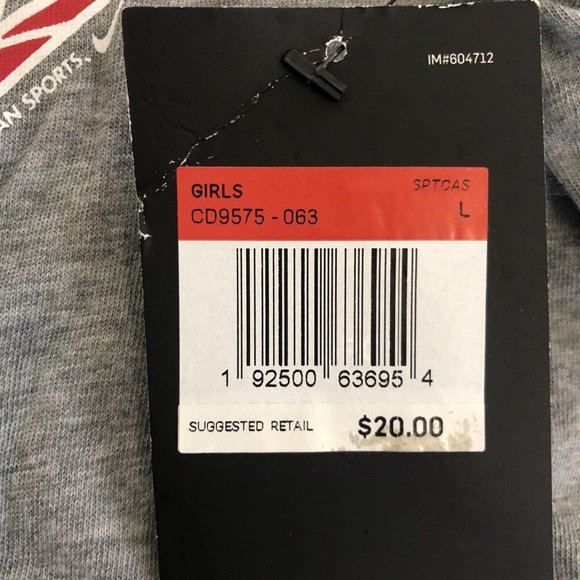 AN SPORTS.
IM#604712
GIRLS
SPTCAS
CD9575 - 063
L
1 92500 63695 4
SUGGESTED RETAIL $20.00